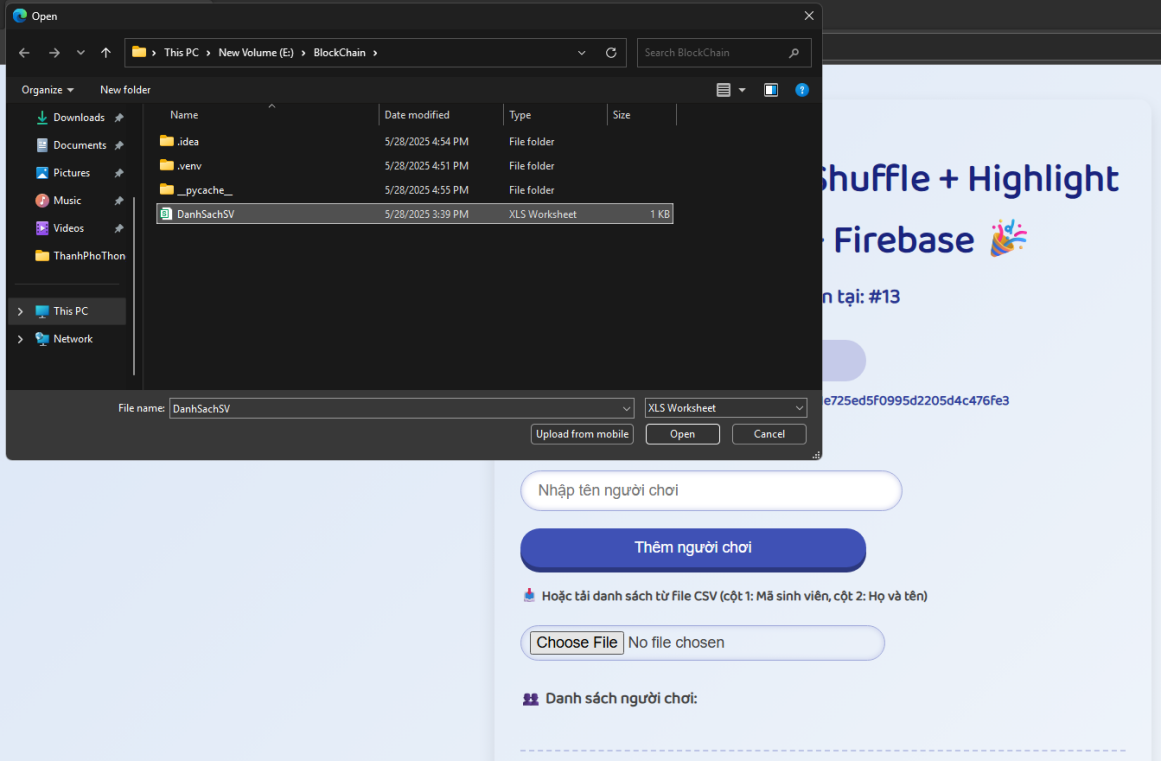 Open
This PC > New Volume (E:) > BlockChain >
Search BlockChain
Organize
New folder
Downloads
Documents
Pictures
Music
Videos
ThanhPhoThon
This PC
Network
Name Date modified Type Size
.idea 5/28/2025 4:54 PM File folder
.venv 5/28/2025 4:51 PM File folder
__pycache__ 5/28/2025 4:55 PM File folder
DanhSachSV 5/28/2025 3:39 PM XLS Worksheet 1 KB
File name: DanhSachSV XLS Worksheet
Upload from mobile Open Cancel
Shuffle + Highlight
Firebase 🎉
tại: #13
e725ed5f0995d2205d4c476fe3
Nhập tên người chơi
Thêm người chơi
📥 Hoặc tải danh sách từ file CSV (cột 1: Mã sinh viên, cột 2: Họ và tên)
Choose File No file chosen
👥 Danh sách người chơi: